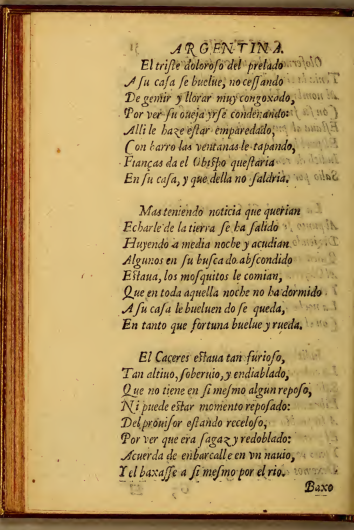 ARGENTINA.
El triſte doloroſo del prelado
A ſu caſa ſe buelue, no ceſſando
De gemir y llorar muy congoxado,
Por ver ſu oueja yrſe condenando:
Alli le haze eſtar emparedado,
Con barro las ventanas le tapando,
Fianças da el Obiſpo queſtaria
En ſu caſa, y que della no ſaldria.
Mas teniendo noticia que querian
Echarle de la tierra ſe ha ſalido
Huyendo a media noche y acudian
Algunos en ſu buſca do abſcondido
Eſtaua, los moſquitos le comian,
Que en toda aquella noche no ha dormido
A ſu caſa le bueluen do ſe queda,
En tanto que fortuna buelue y rueda.
El Caceres eſtaua tan furioſo,
Tan altiuo, ſoberuio, y endiablado,
Que no tiene en ſi meſmo algun repoſo,
Ni puede eſtar momento repoſado:
Del prouiſor eſtando receloſo,
Por ver que era ſagaz y redoblado:
Acuerda de enbarcalle en vn nauio,
Y el baxaſſe a ſi meſmo por el rio.
Baxo